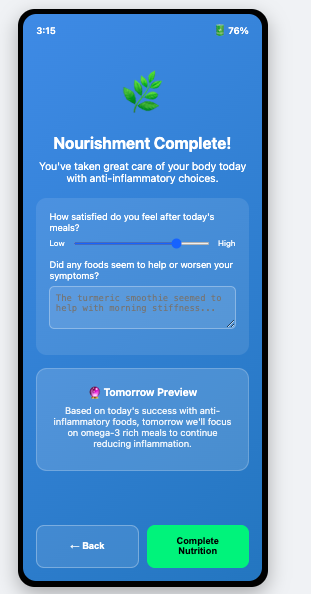 3:15
76%
Nourishment Complete!
You've taken great care of your body today
with anti-inflammatory choices.
How satisfied do you feel after today's
meals?
Low
High
Did any foods seem to help or worsen your
symptoms?
The turmeric smoothie seemed to
help with morning stiffness...
🔮 Tomorrow Preview
Based on today's success with anti-
inflammatory foods, tomorrow we'll focus
on omega-3 rich meals to continue
reducing inflammation.
← Back
Complete
Nutrition